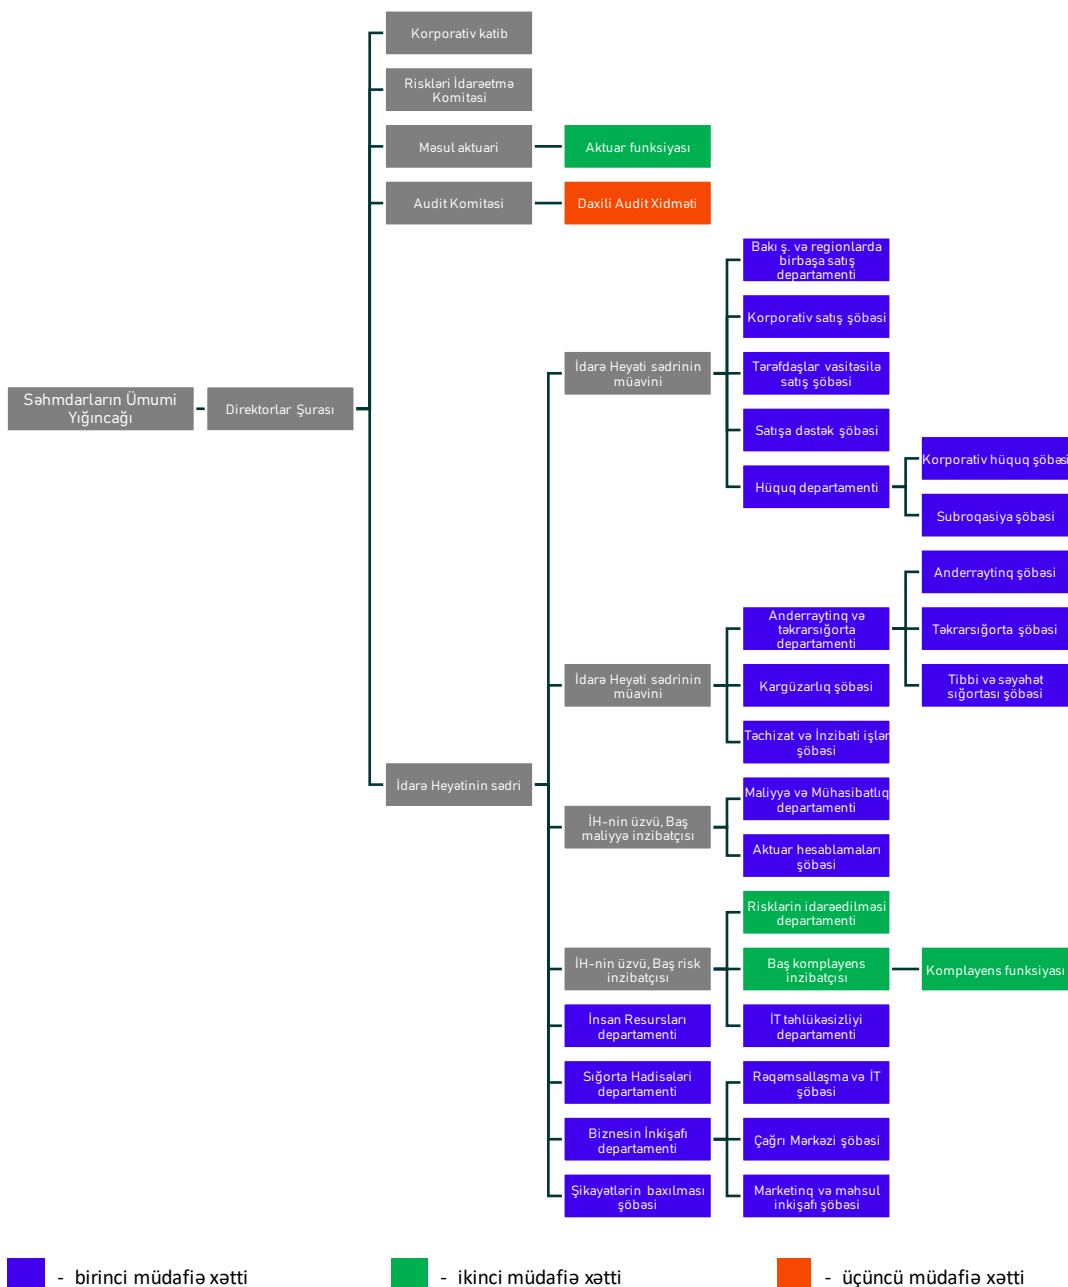 Korporativ katib
Riskləri İdarəetmə
Komitəsi
Məsul aktuari
Aktuar funksiyası
Audit Komitəsi
Daxili Audit Xidməti
Səhmdarların Ümumi
Yığıncağı
Direktorlar Şurası
İdarə Heyətinin sədri
İdarə Heyəti sədrinin
müavini
Bakı ş. və regionlarda
birbaşa satış
departamenti
Korporativ satış şöbəsi
Tərəfdaşlar vasitəsilə
satış şöbəsi
Satışa dəstək şöbəsi
Hüquq departamenti
Korporativ hüquq şöbəsi
Subroqasiya şöbəsi
İdarə Heyəti sədrinin
müavini
Anderraytinq və
təkrarsığorta
departamenti
Anderraytinq şöbəsi
Təkrarsığorta şöbəsi
Tibbi və səyəhət
sığortası şöbəsi
Kargüzarlıq şöbəsi
Təchizat və İnzibati işlər
şöbəsi
İH-nin üzvü, Baş
maliyyə inzibatçısı
Maliyyə və Mühasibatlıq
departamenti
Aktuar hesablamaları
şöbəsi
İH-nin üzvü, Baş risk
inzibatçısı
Risklərin idarəedilməsi
departamenti
Baş komplayens
inzibatçısı
Komplayens funksiyası
İT təhlükəsizliyi
departamenti
İnsan Resursları
departamenti
Sığorta Hadisələri
departamenti
Biznesin İnkişafı
departamenti
Rəqəmsallaşma və İT
şöbəsi
Çağrı Mərkəzi şöbəsi
Marketinq və məhsul
inkişafı şöbəsi
Şikayətlərin baxılması
şöbəsi
- birinci müdafiə xətti
- ikinci müdafiə xətti
- üçüncü müdafiə xətti